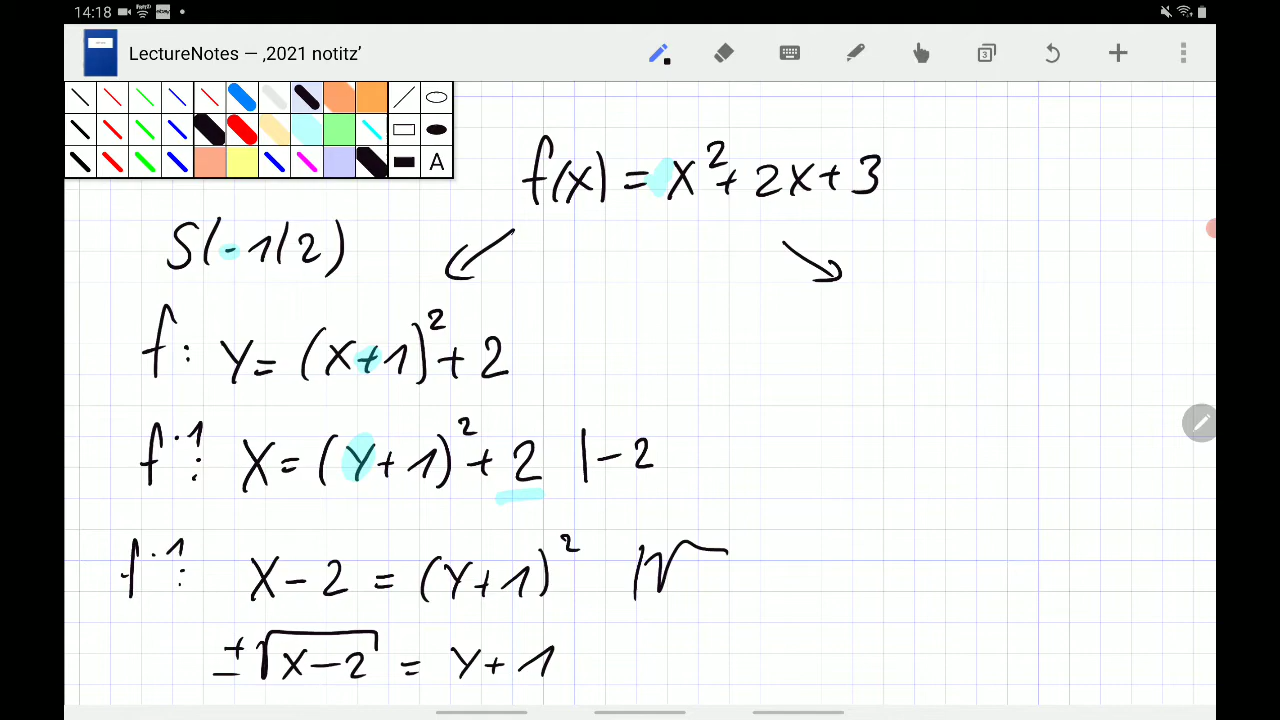 14:18
LectureNotes — ‚2021 notitz’
3
A
f(x) = x²+ 2x+3
S(-1/2)
f: y= (x+1)²+2
f⁻¹: x= (y+1)²+2 |-2
f⁻¹: x-2 = (y+1)² |√
±√x-2 = y+1